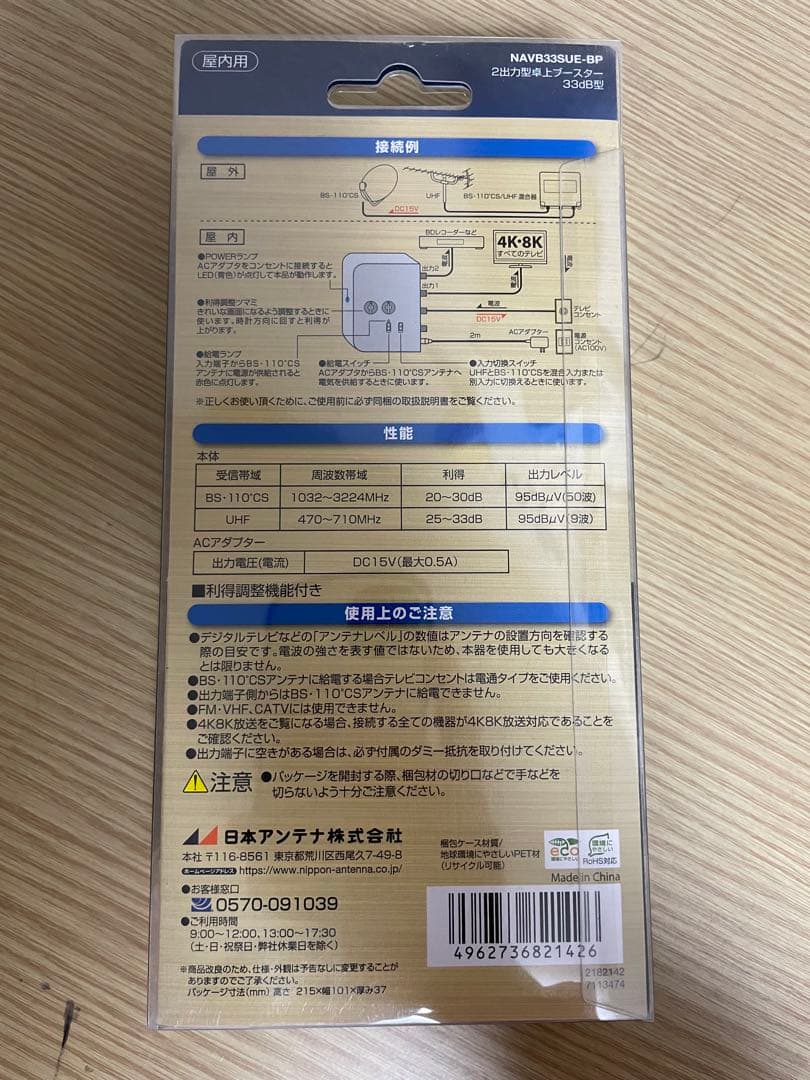 屋内用
NAVB33SUE-BP
2出力型卓上ブースター
33dB型
接続例
屋外
BS・110°CS
UHF
BS・110°CS/UHF 混合器
DC15V
屋内
BDレコーダーなど
4K・8K
すべてのテレビ
●POWERランプ
ACアダプタをコンセントに接続すると
LED(青色)が点灯して本品が動作します。
出力2
出力1
電波
DC15V
テレビ
コンセント
●利得調整ツマミ
きれいな画面になるよう調整するときに
使います。時計方向に回すと利得が
上がります。
2m
ACアダプター
電源
コンセント
(AC100V)
●給電ランプ
入力端子からBS・110°CS
アンテナに電源が供給されると
赤色に点灯します。
●給電スイッチ
ACアダプタからBS・110°CSアンテナへ
電気を供給するときに使います。
●入力切換スイッチ
UHFとBS・110°CSを混合入力または
別入力に切換えるときに使います。
※正しくお使い頂くために、ご使用前に必ず同梱の取扱説明書をご覧ください。
性能
本体
受信帯域 周波数帯域 利得 出力レベル
BS・110°CS 1032〜3224MHz 20〜30dB 95dBμV(50波)
UHF 470〜710MHz 25〜33dB 95dBμV(9波)
ACアダプター
出力電圧(電流) DC15V(最大0.5A)
■利得調整機能付き
使用上のご注意
●デジタルテレビなどの「アンテナレベル」の数値はアンテナの設置方向を確認する
際の目安です。電波の強さを表す値ではないため、本器を使用しても大きくなる
とは限りません。
●BS・110°CSアンテナに給電する場合テレビコンセントは電通タイプをご使用ください。
●出力端子側からはBS・110°CSアンテナに給電できません。
●FM・VHF、CATVには使用できません。
●4K8K放送をご覧になる場合、接続する全ての機器が4K8K放送対応であることを
ご確認ください。
●出力端子に空きがある場合は、必ず付属のダミー抵抗を取り付けてください。
注意
●パッケージを開封する際、梱包材の切り口などで手などを
切らないよう十分ご注意ください。
日本アンテナ株式会社
本社 〒116-8561 東京都荒川区西尾久7-49-8
ホームページアドレス https://www.nippon-antenna.co.jp/
●お客様窓口
0570-091039
●ご利用時間
9:00〜12:00、13:00〜17:30
(土・日・祝祭日・弊社休業日を除く)
※商品改良のため、仕様・外観は予告なしに変更することが
ありますのでご了承ください。
パッケージ寸法(mm) 高さ 215×幅101×厚み37
梱包ケース材質/
地球環境にやさしいPET材
(リサイクル可能)
eco
環境にやさしい
環境に
やさしい
RoHS対応
Made in China
4962736821426
2182142
7113474